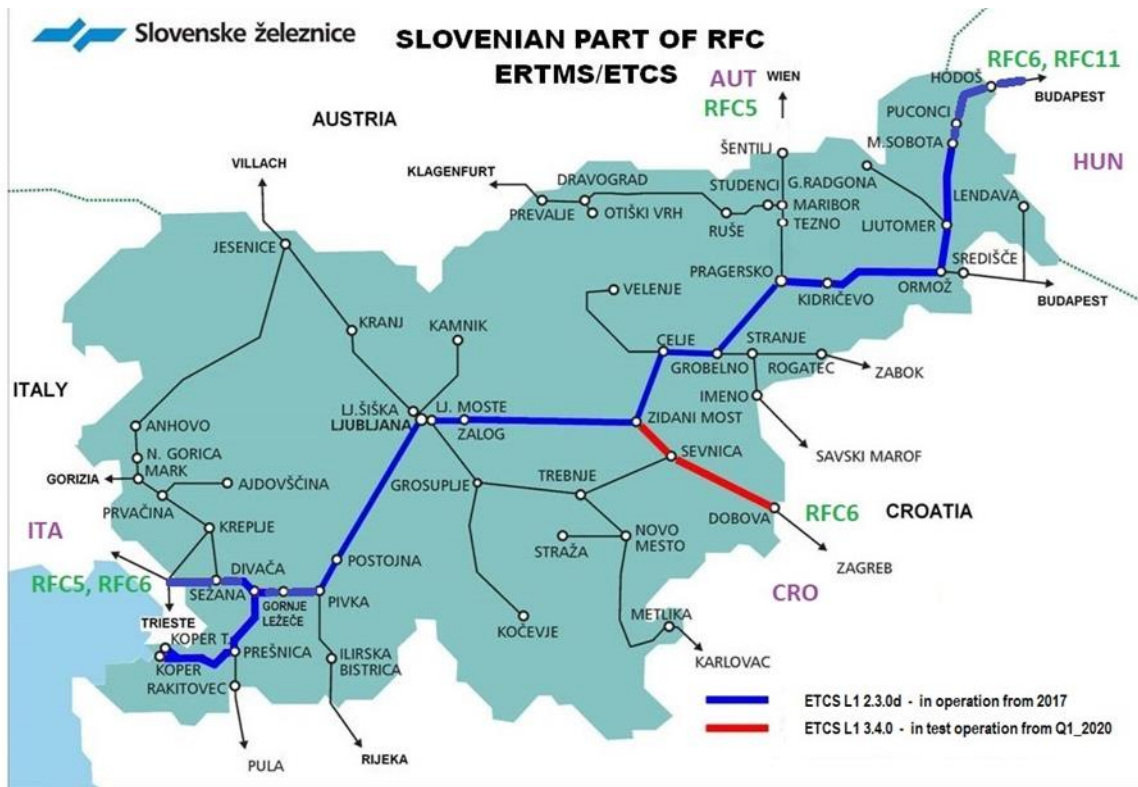 Slovenske železnice
SLOVENIAN PART OF RFC
ERTMS/ETCS
AUT
RFC5
WIEN
RFC6, RFC11
HODOŠ
BUDAPEST
PUCONCI
M.SOBOTA
HUN
AUSTRIA
VILLACH
KLAGENFURT
ŠENTILJ
DRAVOGRAD
STUDENCI
G.RADGONA
LENDAVA
PREVALJE
OTIŠKI VRH
RUŠE
MARIBOR
TEZNO
LJUTOMER
JESENICE
PRAGERSKO
SREDIŠČE
ORMOŽ
BUDAPEST
VELENJE
KIDRIČEVO
KRANJ
KAMNIK
CELJE
STRANJE
GROBELNO
ROGATEC
ZABOK
ITALY
IMENO
LJ.ŠIŠKA
LJ. MOSTE
LJUBLJANA
ZALOG
ZIDANI MOST
ANHOVO
SAVSKI MAROF
N. GORICA
MARK
SEVNICA
GORIZIA
AJDOVŠČINA
GROSUPLJE
TREBNJE
PRVAČINA
KREPLJE
DOBOVA
RFC6
CROATIA
ITA
STRAŽA
NOVO
MESTO
POSTOJNA
ZAGREB
RFC5, RFC6
DIVAČA
SEŽANA
GORNJE
LEŽEČE
PIVKA
CRO
TRIESTE
KOPER T.
KOPER
PREŠNICA
KOČEVJE
METLIKA
RAKITOVEC
ILIRSKA
BISTRICA
KARLOVAC
PULA
RIJEKA
ETCS L1 2.3.0d - in operation from 2017
ETCS L1 3.4.0 - in test operation from Q1_2020